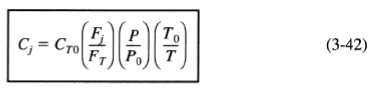 C_j = C_{T0} (F_j / F_T) (P / P_0) (T_0 / T) (3-42)